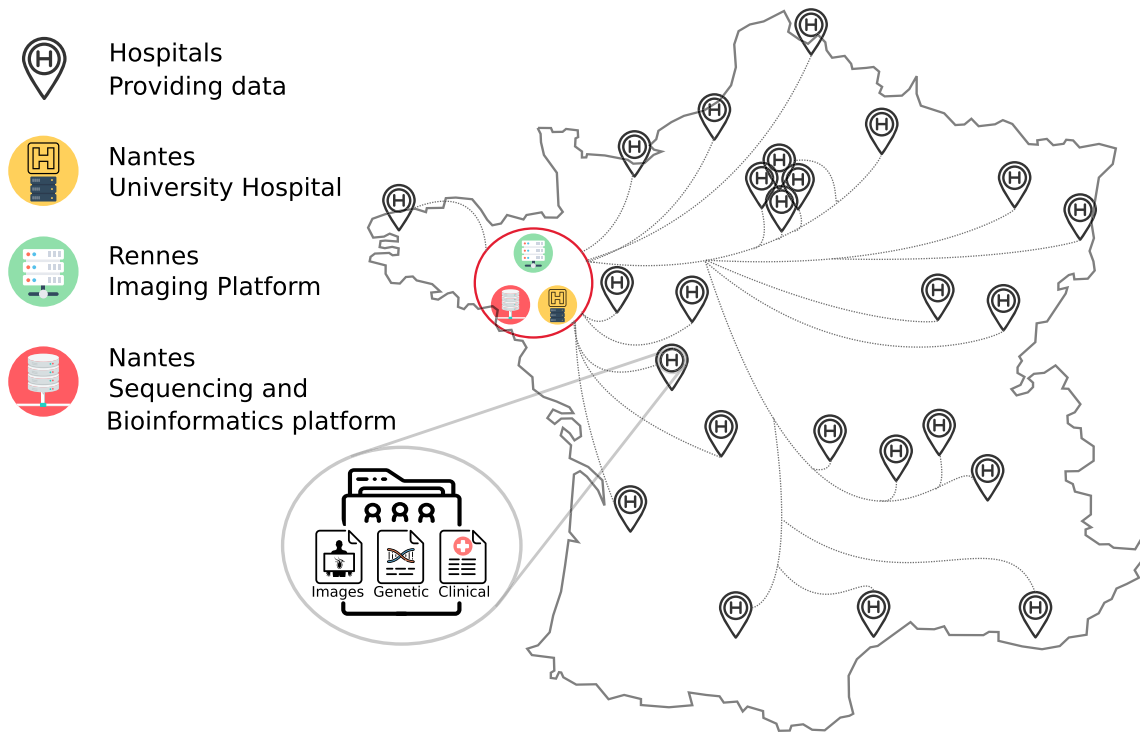 Hospitals
Providing data
Nantes
University Hospital
Rennes
Imaging Platform
Nantes
Sequencing and
Bioinformatics platform
Images Genetic Clinical